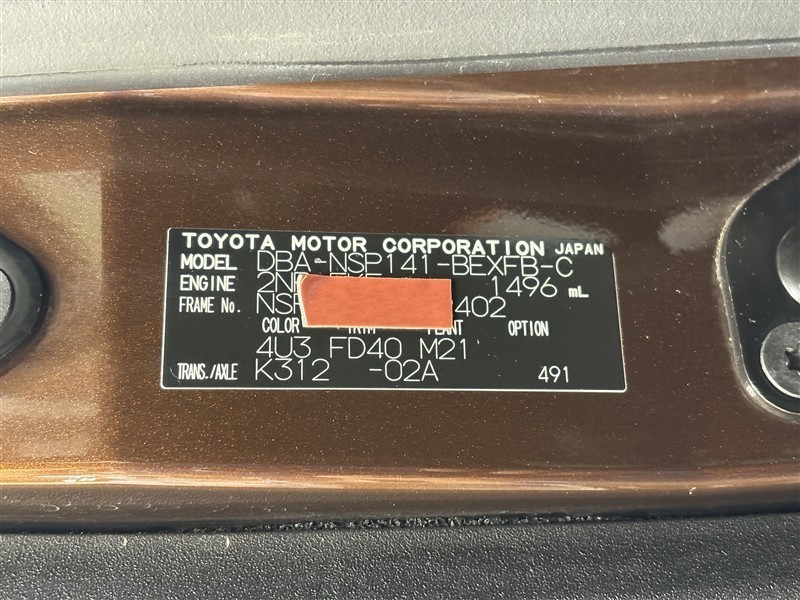 TOYOTA MOTOR CORPORATION JAPAN
MODEL DBA-NSP141-BEXFB-C
ENGINE 1496 mL
FRAME No. 402
COLOR OPTION
4U3 FD40 M21
TRANS./AXLE K312 -02A 491